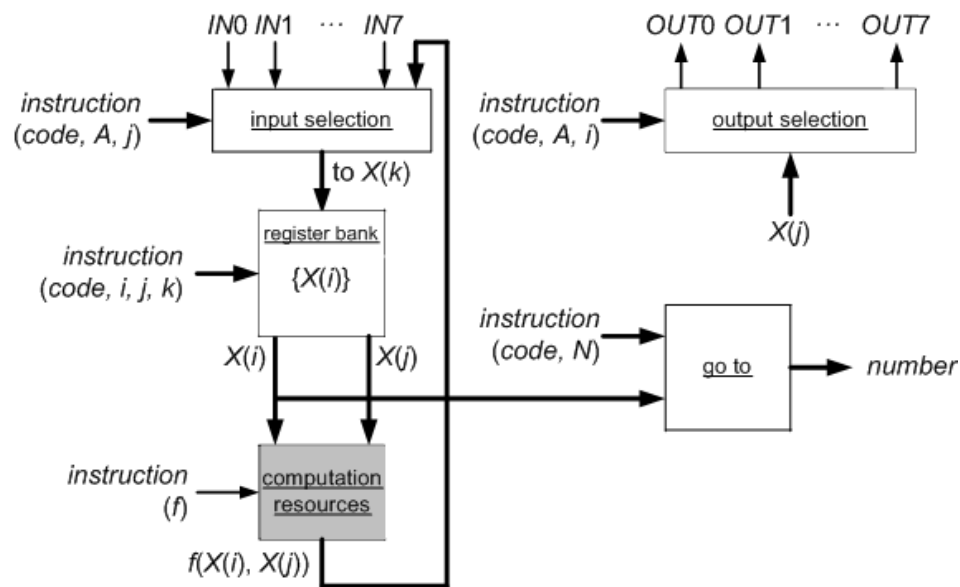 IN0 IN1 ··· IN7
instruction
(code, A, j)
input selection
to X(k)
register bank
{X(i)}
instruction
(code, i, j, k)
X(i)
X(j)
computation
resources
instruction
(f)
f(X(i), X(j))
OUT0 OUT1 ··· OUT7
instruction
(code, A, i)
output selection
X(j)
instruction
(code, N)
go to
number